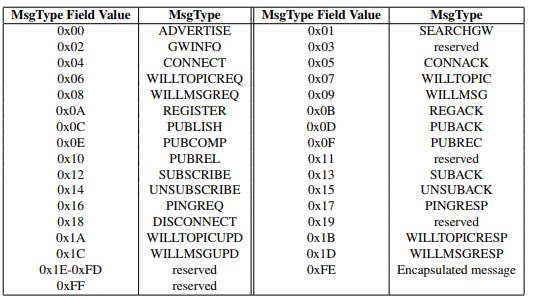 MsgType Field Value MsgType MsgType Field Value MsgType
0x00 ADVERTISE 0x01 SEARCHGW
0x02 GWINFO 0x03 reserved
0x04 CONNECT 0x05 CONNACK
0x06 WILLTOPICREQ 0x07 WILLTOPIC
0x08 WILLMSGREQ 0x09 WILLMSG
0x0A REGISTER 0x0B REGACK
0x0C PUBLISH 0x0D PUBACK
0x0E PUBCOMP 0x0F PUBREC
0x10 PUBREL 0x11 reserved
0x12 SUBSCRIBE 0x13 SUBACK
0x14 UNSUBSCRIBE 0x15 UNSUBACK
0x16 PINGREQ 0x17 PINGRESP
0x18 DISCONNECT 0x19 reserved
0x1A WILLTOPICUPD 0x1B WILLTOPICRESP
0x1C WILLMSGUPD 0x1D WILLMSGRESP
0x1E-0xFD reserved 0xFE Encapsulated message
0xFF reserved